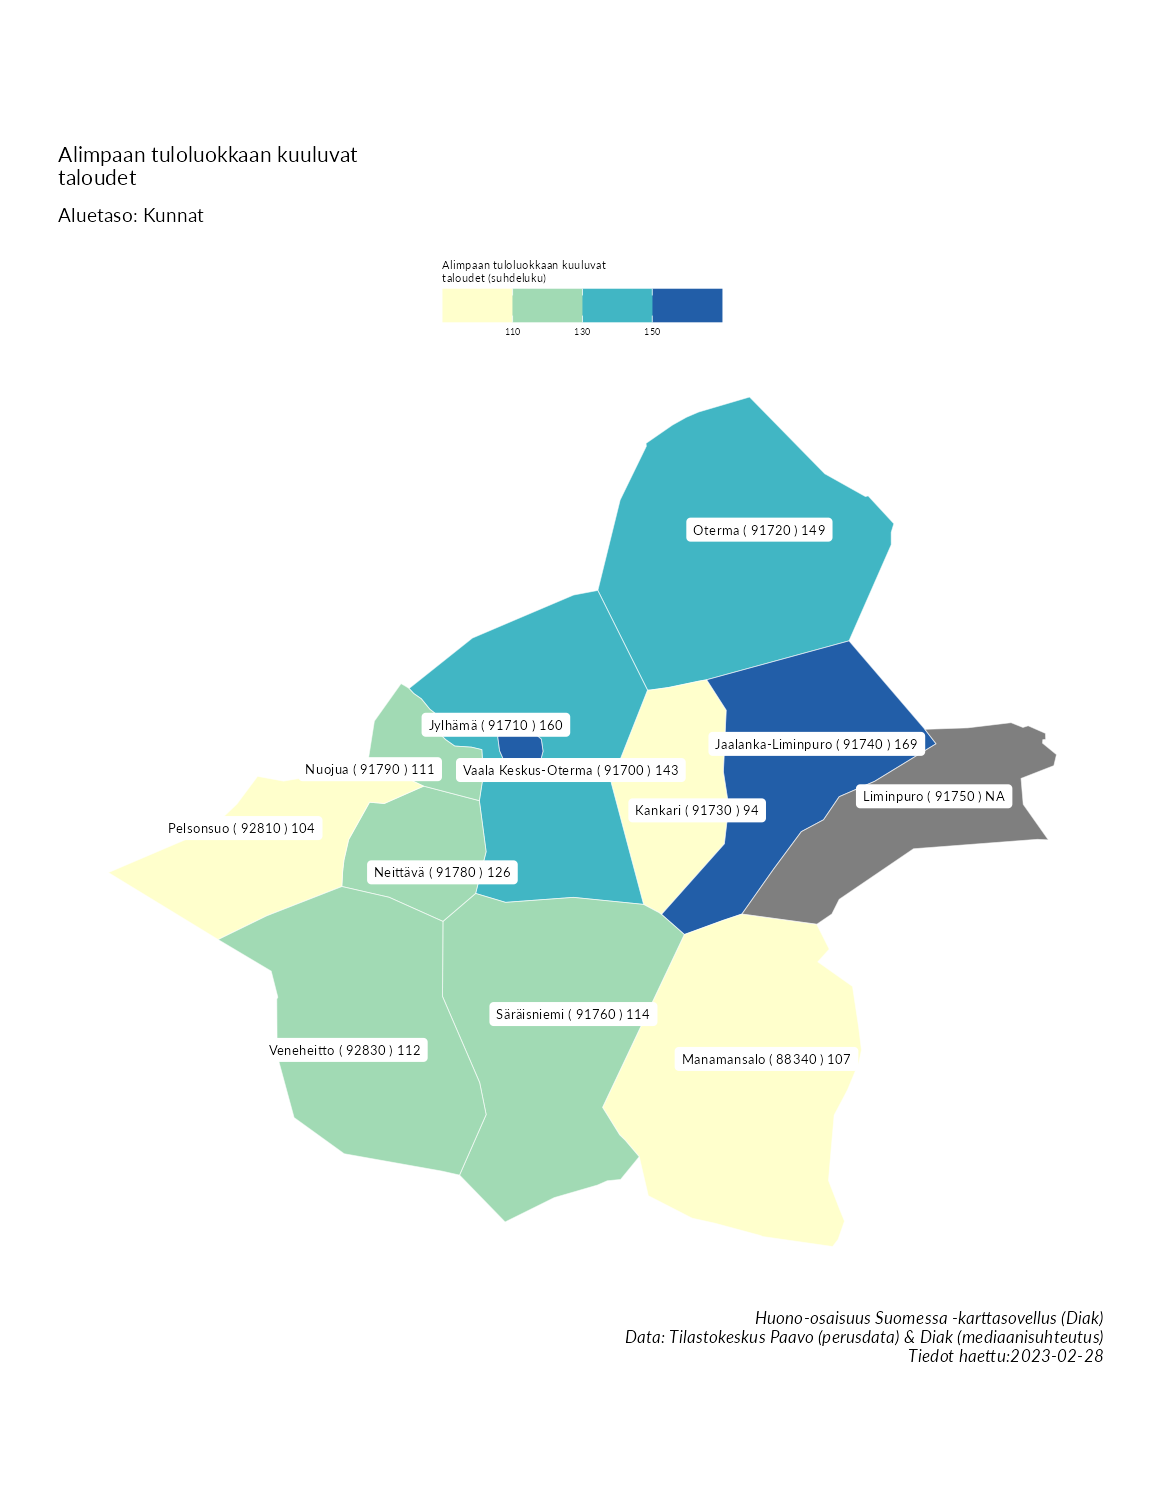 Alimpaan tuloluokkaan kuuluvat
taloudet
Aluetaso: Kunnat
Alimpaan tuloluokkaan kuuluvat
taloudet (suhdeluku)
110 130 150
Oterma ( 91720 ) 149
Jylhämä ( 91710 ) 160
Jaalanka-Liminpuro ( 91740 ) 169
Nuojua ( 91790 ) 111
Vaala Keskus-Oterma ( 91700 ) 143
Liminpuro ( 91750 ) NA
Kankari ( 91730 ) 94
Pelsonsuo ( 92810 ) 104
Neittävä ( 91780 ) 126
Säräisniemi ( 91760 ) 114
Veneheitto ( 92830 ) 112
Manamansalo ( 88340 ) 107
Huono-osaisuus Suomessa -karttasovellus (Diak)
Data: Tilastokeskus Paavo (perusdata) & Diak (mediaanisuhteutus)
Tiedot haettu:2023-02-28